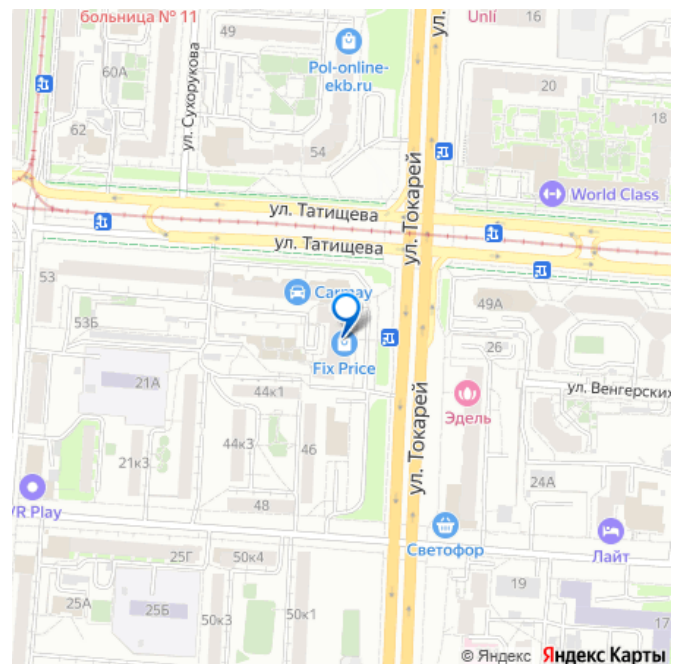 больница № 11
49
Unli
16
ул.
Pol-online-
ekb.ru
60А
20
18
ул. Сухорукова
62
54
World Class
ул. Татищева
ул. Токарей
ул. Татищева
53
Carmay
49А
53Б
Fix Price
26
21А
44к1
ул. Венгерских
Эдель
ул. Токарей
44к3
46
21к3
24А
VR Play
48
Светофор
Лайт
25Г
50к4
19
25А
25Б
50к3
50к1
17
© Яндекс Яндекс Карты